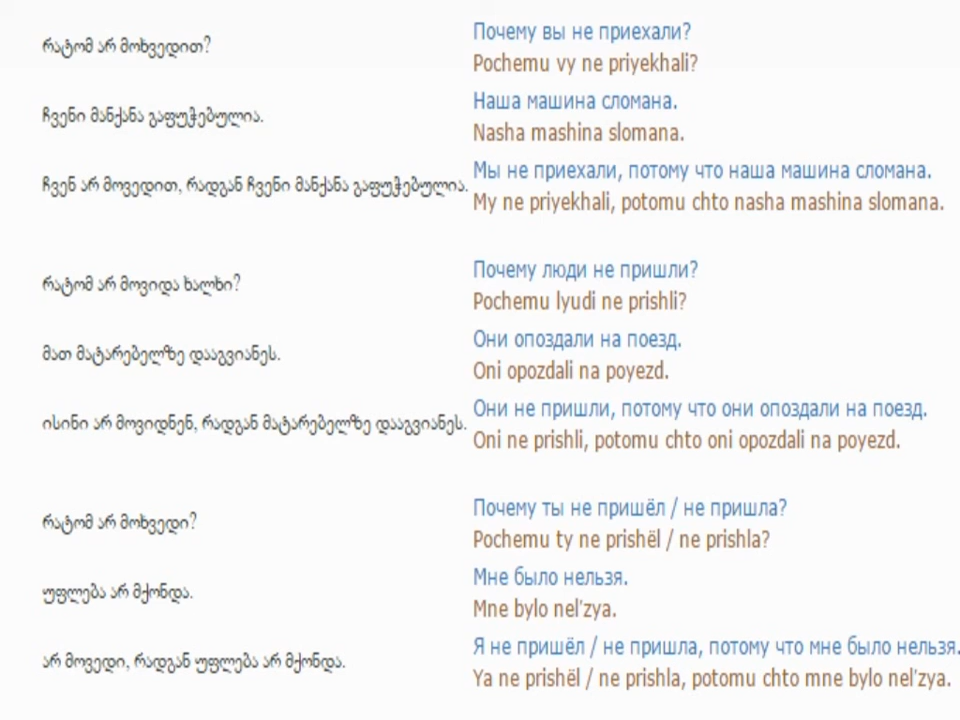 რატომ არ მოხვედით?
Почему вы не приехали?
Pochemu vy ne priyekhali?
ჩვენი მანქანა გაფუჭებულია.
Наша машина сломана.
Nasha mashina slomana.
ჩვენ არ მოვედით, რადგან ჩვენი მანქანა გაფუჭებულია.
Мы не приехали, потому что наша машина сломана.
My ne priyekhali, potomu chto nasha mashina slomana.
რატომ არ მოვიდა ხალხი?
Почему люди не пришли?
Pochemu lyudi ne prishli?
მათ მატარებელზე დააგვიანეს.
Они опоздали на поезд.
Oni opozdali na poyezd.
ისინი არ მოვიდნენ, რადგან მატარებელზე დააგვიანეს.
Они не пришли, потому что они опоздали на поезд.
Oni ne prishli, potomu chto oni opozdali na poyezd.
რატომ არ მოხვედი?
Почему ты не пришёл / не пришла?
Pochemu ty ne prishël / ne prishla?
უფლება არ მქონდა.
Мне было нельзя.
Mne bylo nelʹzya.
არ მოვედი, რადგან უფლება არ მქონდა.
Я не пришёл / не пришла, потому что мне было нельзя.
Ya ne prishël / ne prishla, potomu chto mne bylo nelʹzya.